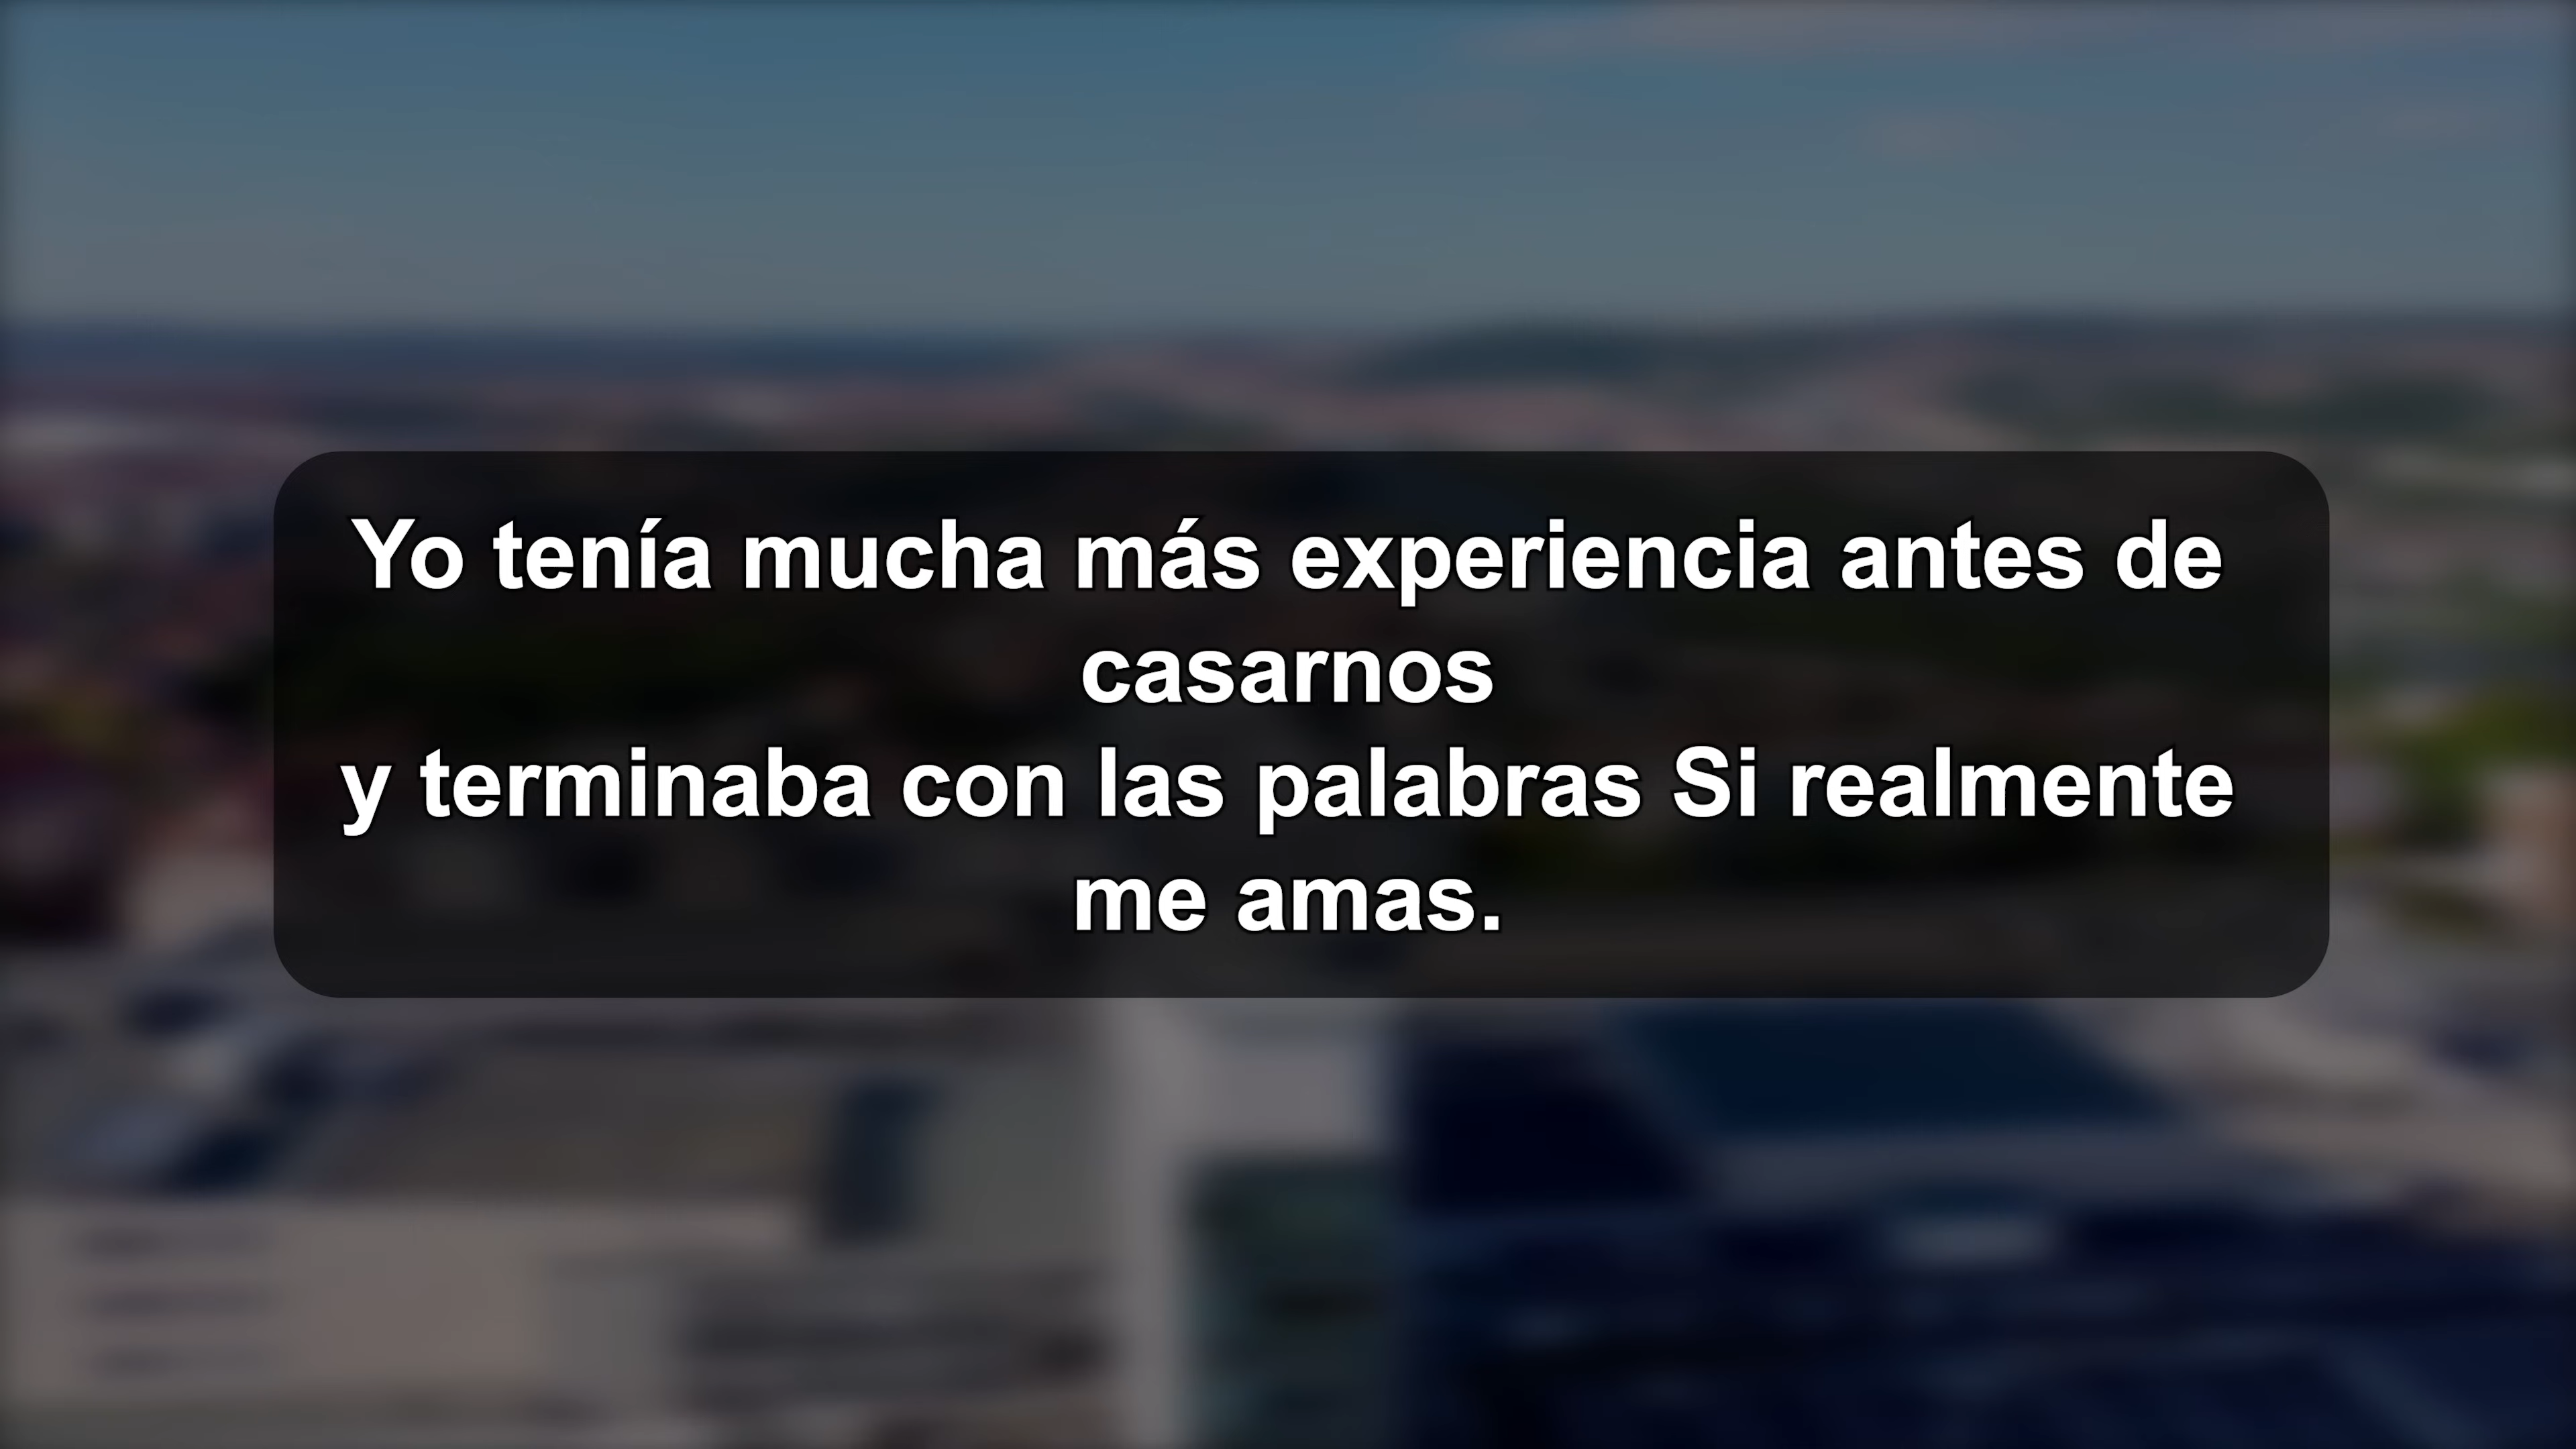 Yo tenía mucha más experiencia antes de
casarnos
y terminaba con las palabras Si realmente
me amas.